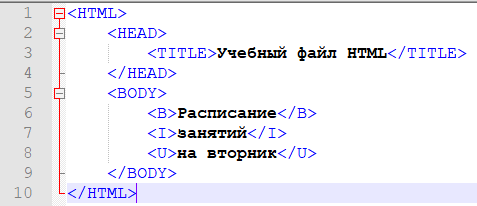 1 <HTML>
2 <HEAD>
3 <TITLE>Учебный файл HTML</TITLE>
4 </HEAD>
5 <BODY>
6 <B>Расписание</B>
7 <I>занятий</I>
8 <U>на вторник</U>
9 </BODY>
10 </HTML>